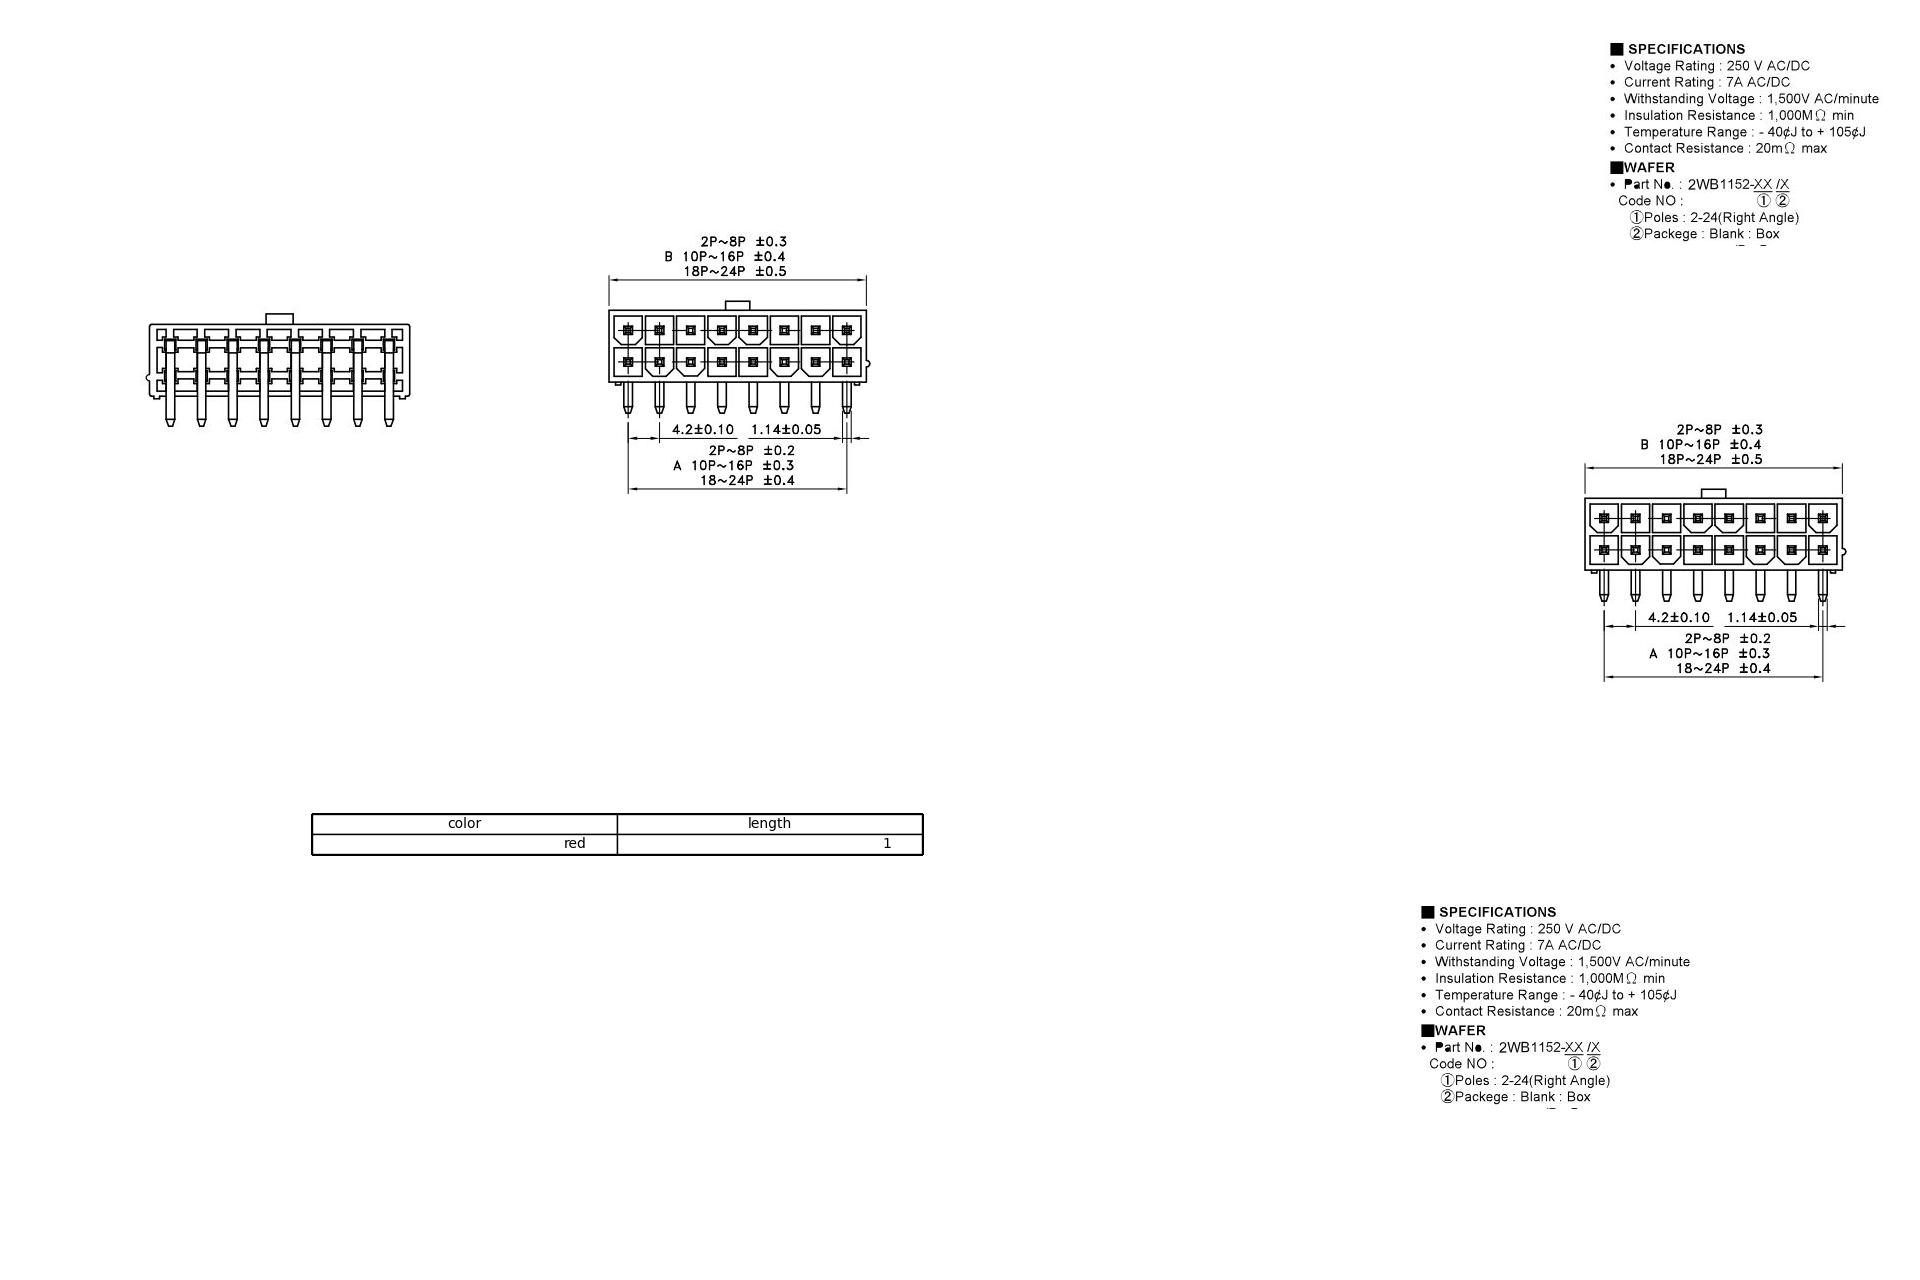 ■ SPECIFICATIONS
• Voltage Rating : 250 V AC/DC
• Current Rating : 7A AC/DC
• Withstanding Voltage : 1,500V AC/minute
• Insulation Resistance : 1,000MΩ min
• Temperature Range : - 40¢J to + 105¢J
• Contact Resistance : 20mΩ max
■WAFER
• Part No. : 2WB1152-XX /X
Code NO : ① ②
①Poles : 2-24(Right Angle)
②Packege : Blank : Box
2P~8P ±0.3
B 10P~16P ±0.4
18P~24P ±0.5
4.2±0.10 1.14±0.05
2P~8P ±0.2
A 10P~16P ±0.3
18~24P ±0.4
2P~8P ±0.3
B 10P~16P ±0.4
18P~24P ±0.5
4.2±0.10 1.14±0.05
2P~8P ±0.2
A 10P~16P ±0.3
18~24P ±0.4
color length
red 1
■ SPECIFICATIONS
• Voltage Rating : 250 V AC/DC
• Current Rating : 7A AC/DC
• Withstanding Voltage : 1,500V AC/minute
• Insulation Resistance : 1,000MΩ min
• Temperature Range : - 40¢J to + 105¢J
• Contact Resistance : 20mΩ max
■WAFER
• Part No. : 2WB1152-XX /X
Code NO : ① ②
①Poles : 2-24(Right Angle)
②Packege : Blank : Box